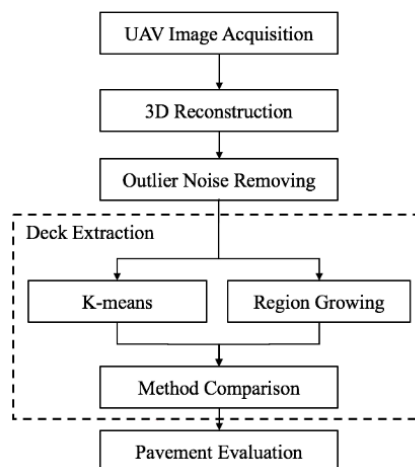 UAV Image Acquisition
3D Reconstruction
Outlier Noise Removing
Deck Extraction
K-means
Region Growing
Method Comparison
Pavement Evaluation